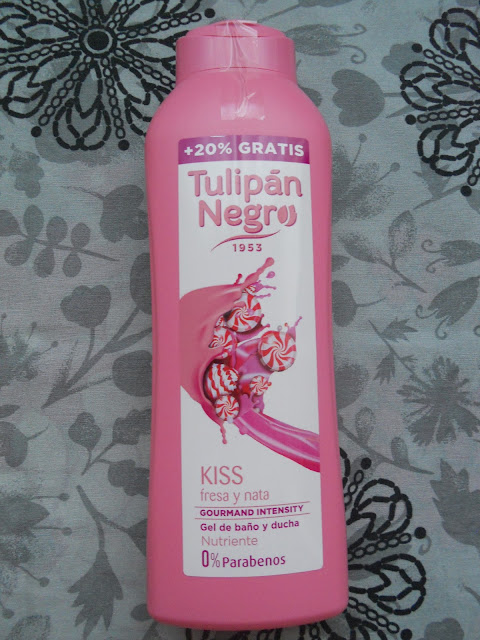 +20% GRATIS
Tulipán
Negro
1953
KISS
fresa y nata
GOURMAND INTENSITY
Gel de baño y ducha
Nutriente
0% Parabenos